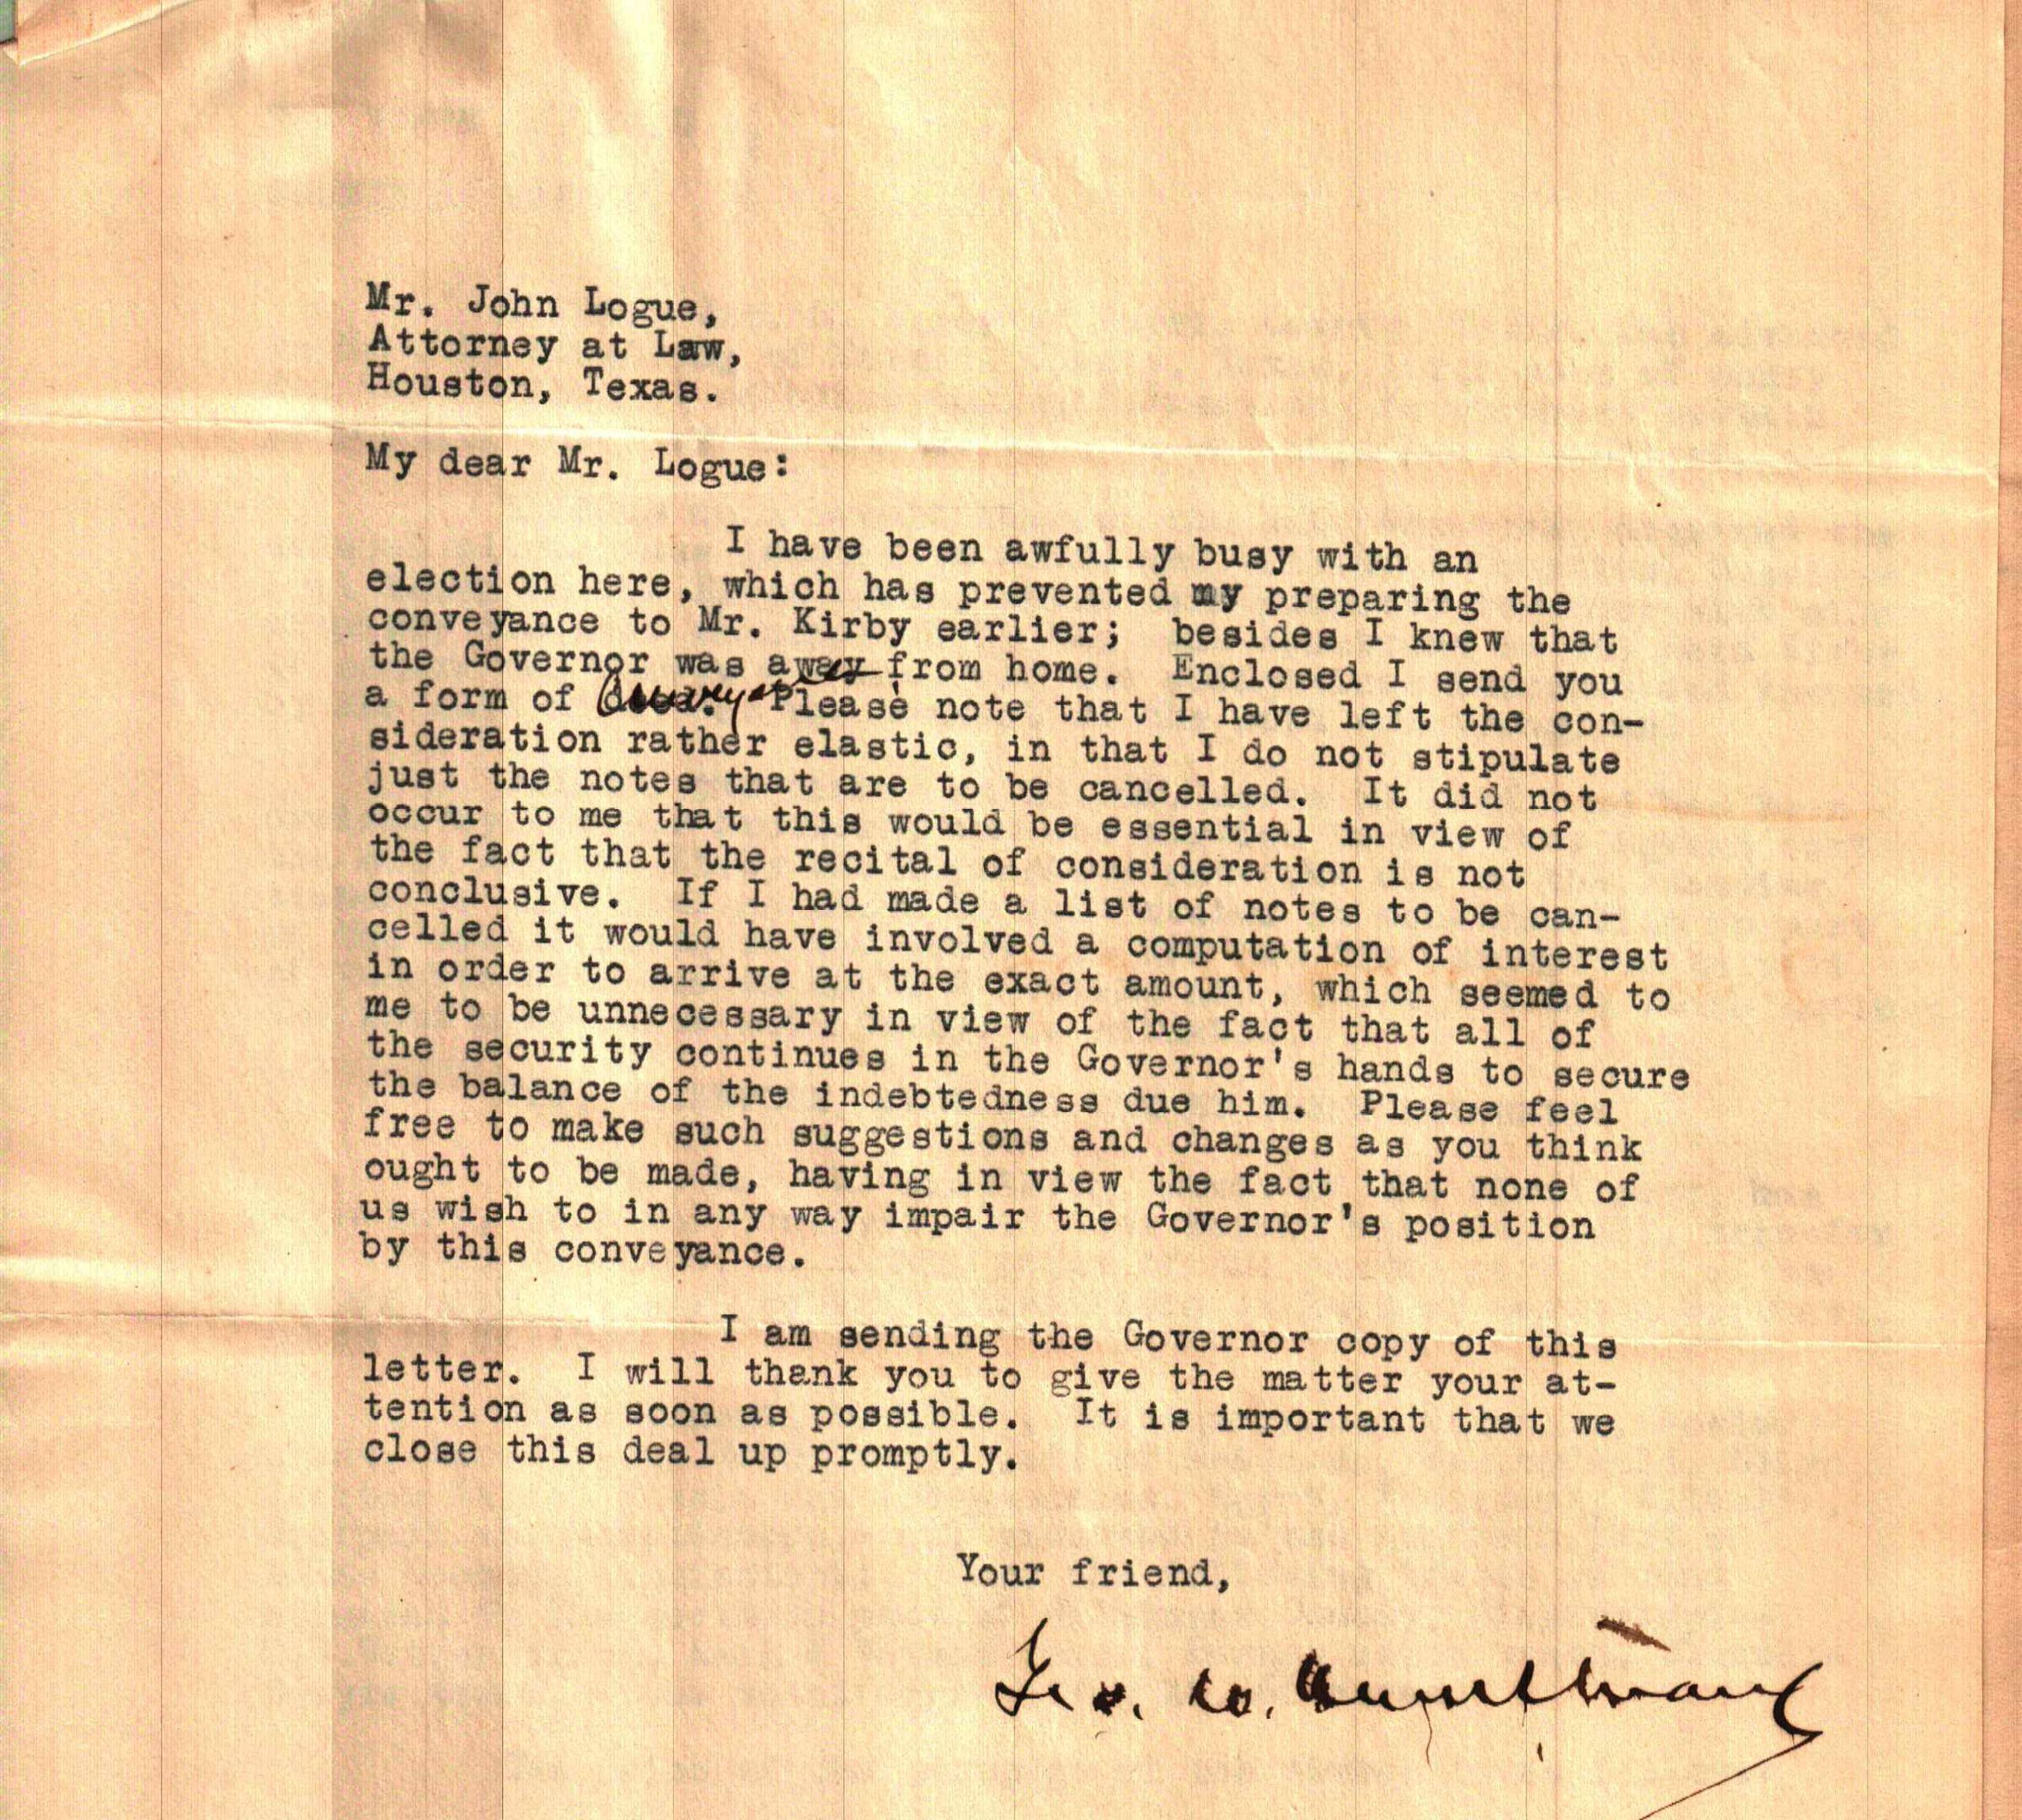 Mr. John Logue,
Attorney at Law,
Houston, Texas.
My dear Mr. Logue:
I have been awfully busy with an
election here, which has prevented my preparing the
conveyance to Mr. Kirby earlier; besides I knew that
the Governor was away from home. Enclosed I send you
a form of Conveyance Please note that I have left the con-
sideration rather elastic, in that I do not stipulate
just the notes that are to be cancelled. It did not
occur to me that this would be essential in view of
the fact that the recital of consideration is not
conclusive. If I had made a list of notes to be can-
celled it would have involved a computation of interest
in order to arrive at the exact amount, which seemed to
me to be unnecessary in view of the fact that all of
the security continues in the Governor's hands to secure
the balance of the indebtedness due him. Please feel
free to make such suggestions and changes as you think
ought to be made, having in view the fact that none of
us wish to in any way impair the Governor's position
by this conveyance.
I am sending the Governor copy of this
letter. I will thank you to give the matter your at-
tention as soon as possible. It is important that we
close this deal up promptly.
Your friend,
Geo. W. Armstrong